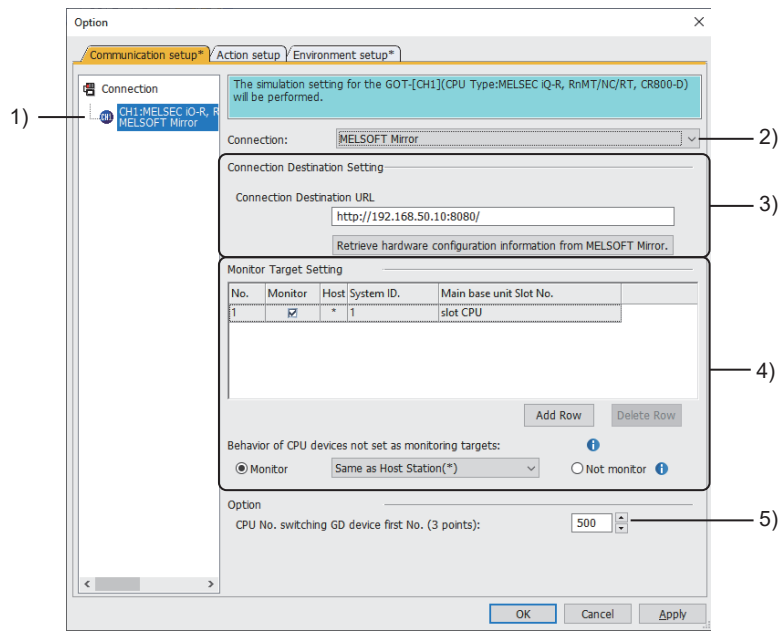 Option
Communication setup* Action setup Environment setup*
Connection
CH1:MELSEC iQ-R, R
MELSOFT Mirror
1)
The simulation setting for the GOT-[CH1](CPU Type:MELSEC iQ-R, RnMT/NC/RT, CR800-D)
will be performed.
Connection: MELSOFT Mirror
2)
Connection Destination Setting
Connection Destination URL
http://192.168.50.10:8080/
3)
Retrieve hardware configuration information from MELSOFT Mirror.
Monitor Target Setting
No. Monitor Host System ID. Main base unit Slot No.
1 * 1 slot CPU
4)
Add Row Delete Row
Behavior of CPU devices not set as monitoring targets:
Monitor Same as Host Station(*) Not monitor
Option
CPU No. switching GD device first No. (3 points): 500
5)
OK Cancel Apply